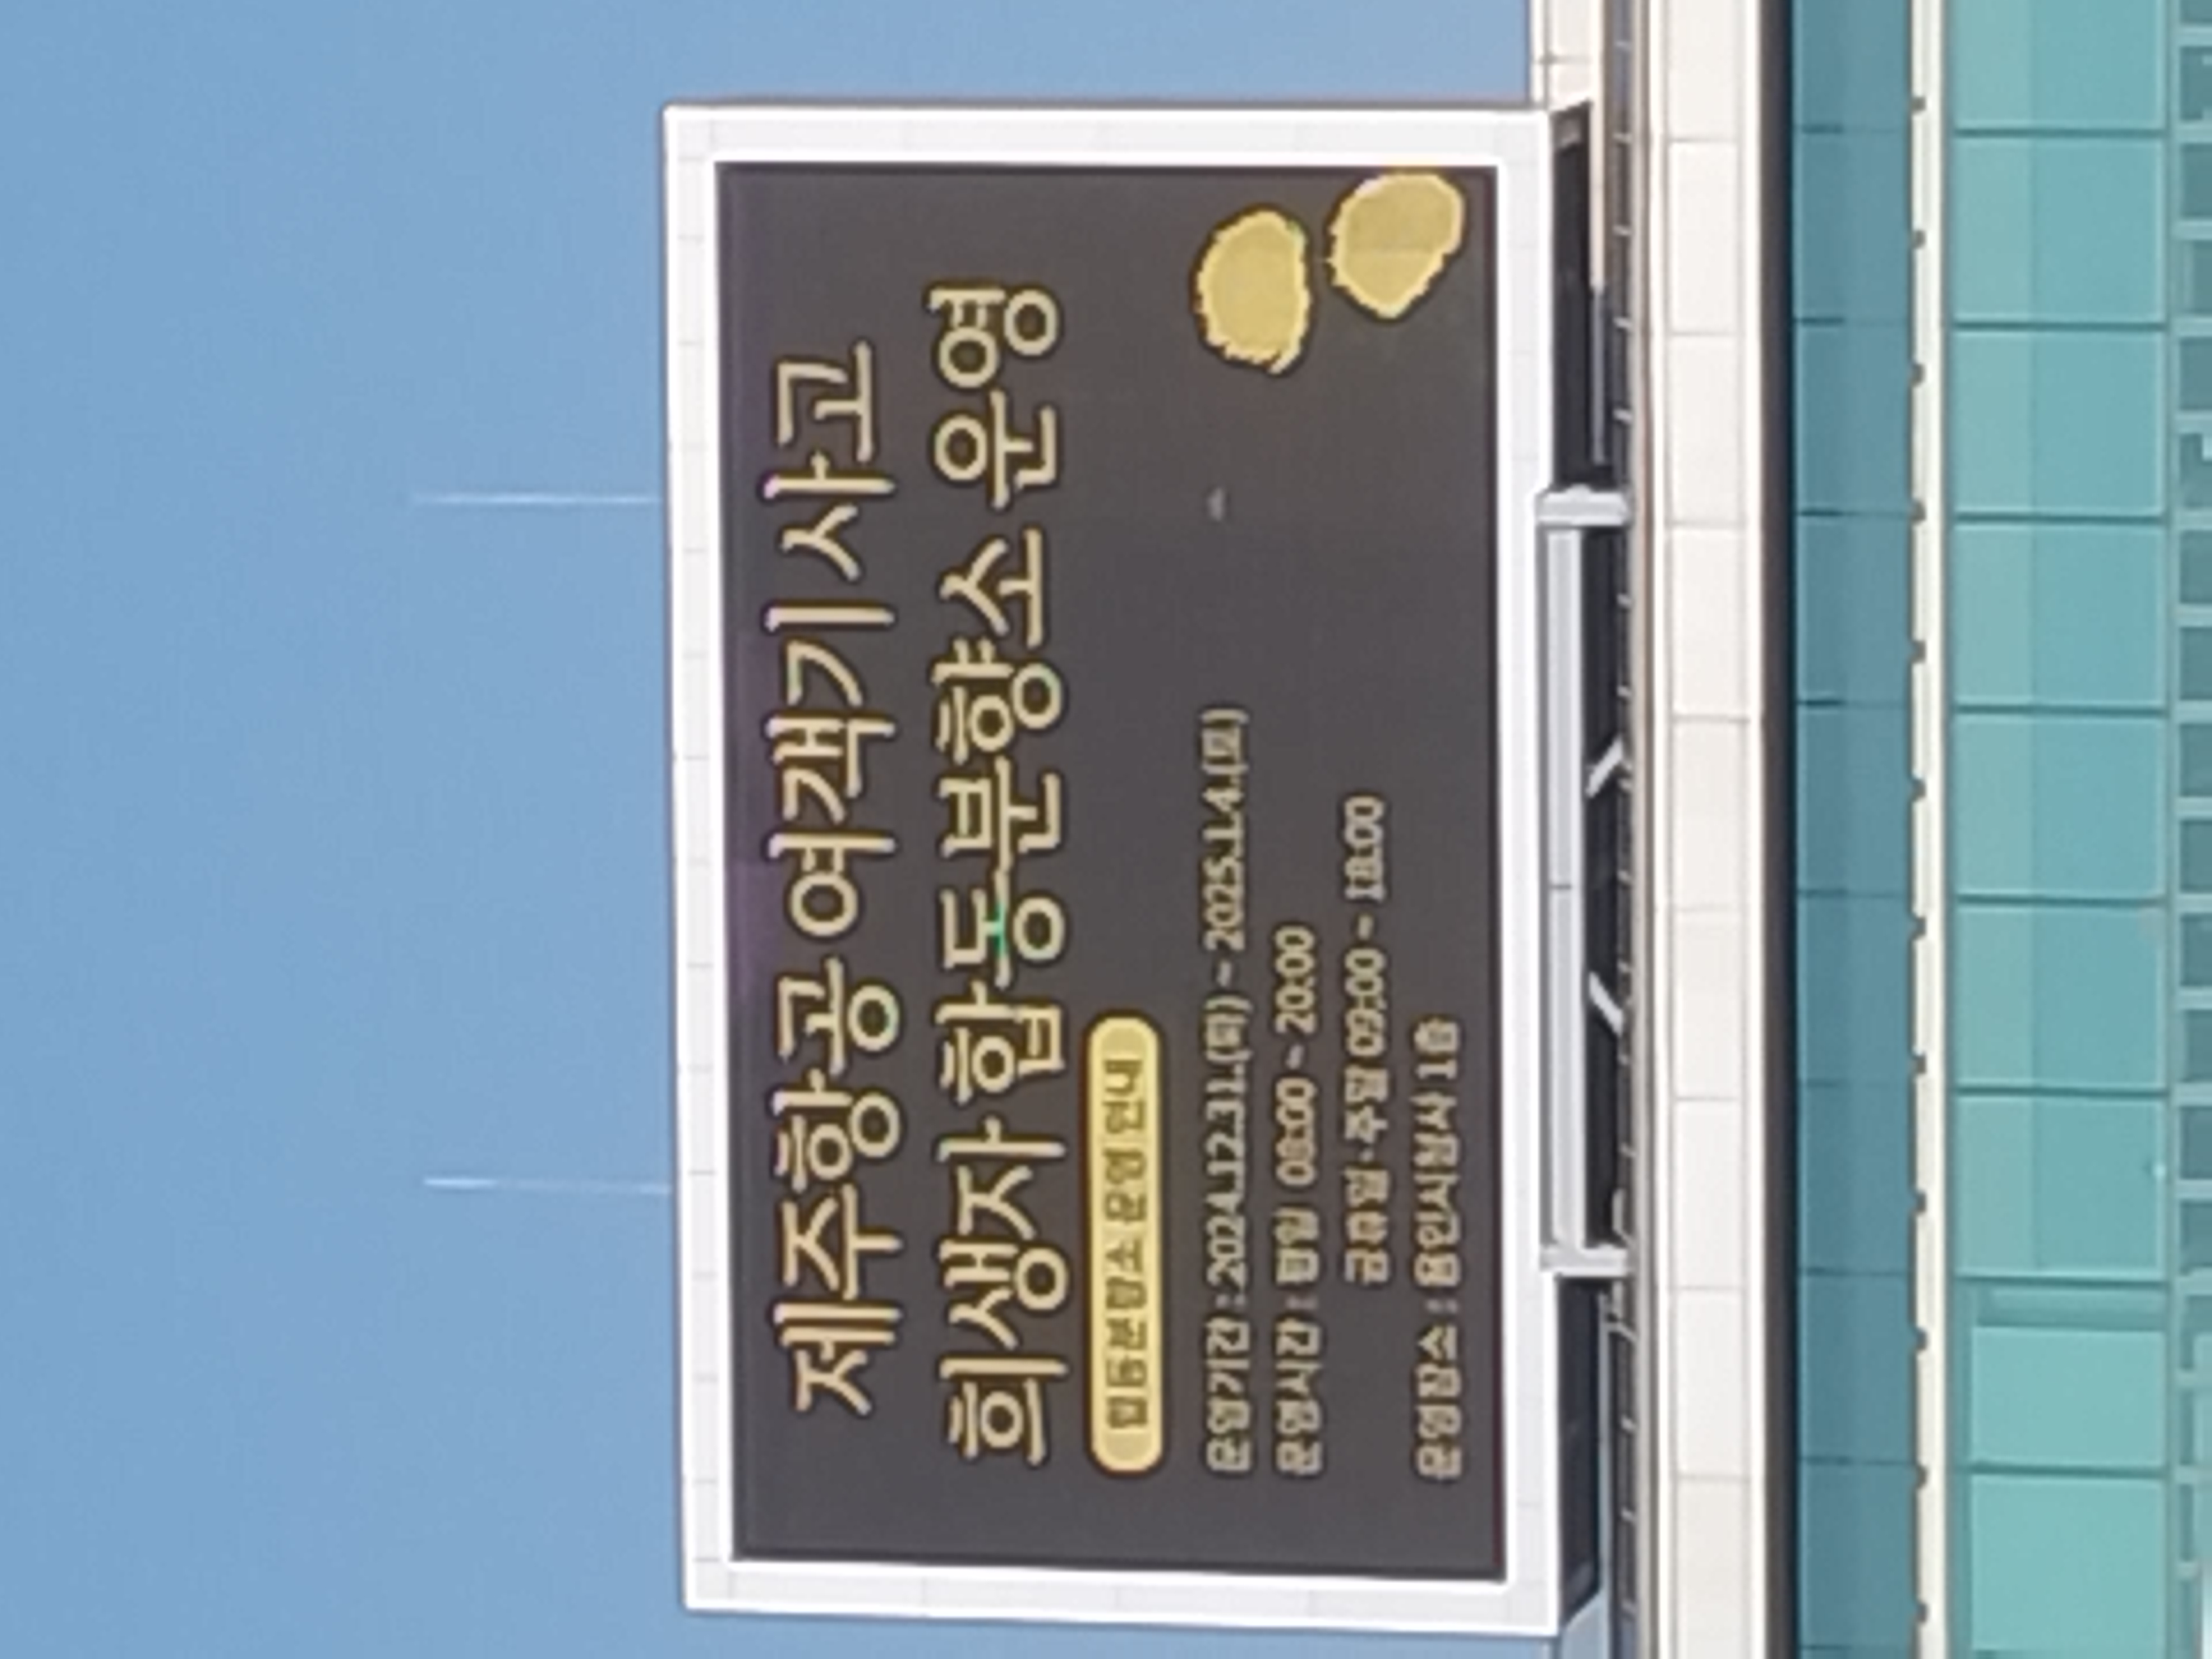 제주항공 여객기 사고
희생자 합동분향소 운영
합동분향소 운영 안내
운영기간 : 2024.12.31.(화) ~ 2025.1.4.(토)
운영시간 : 평일 08:00 ~ 20:00
공휴일·주말 09:00 ~ 18:00
운영장소 : 용인시청사 1층